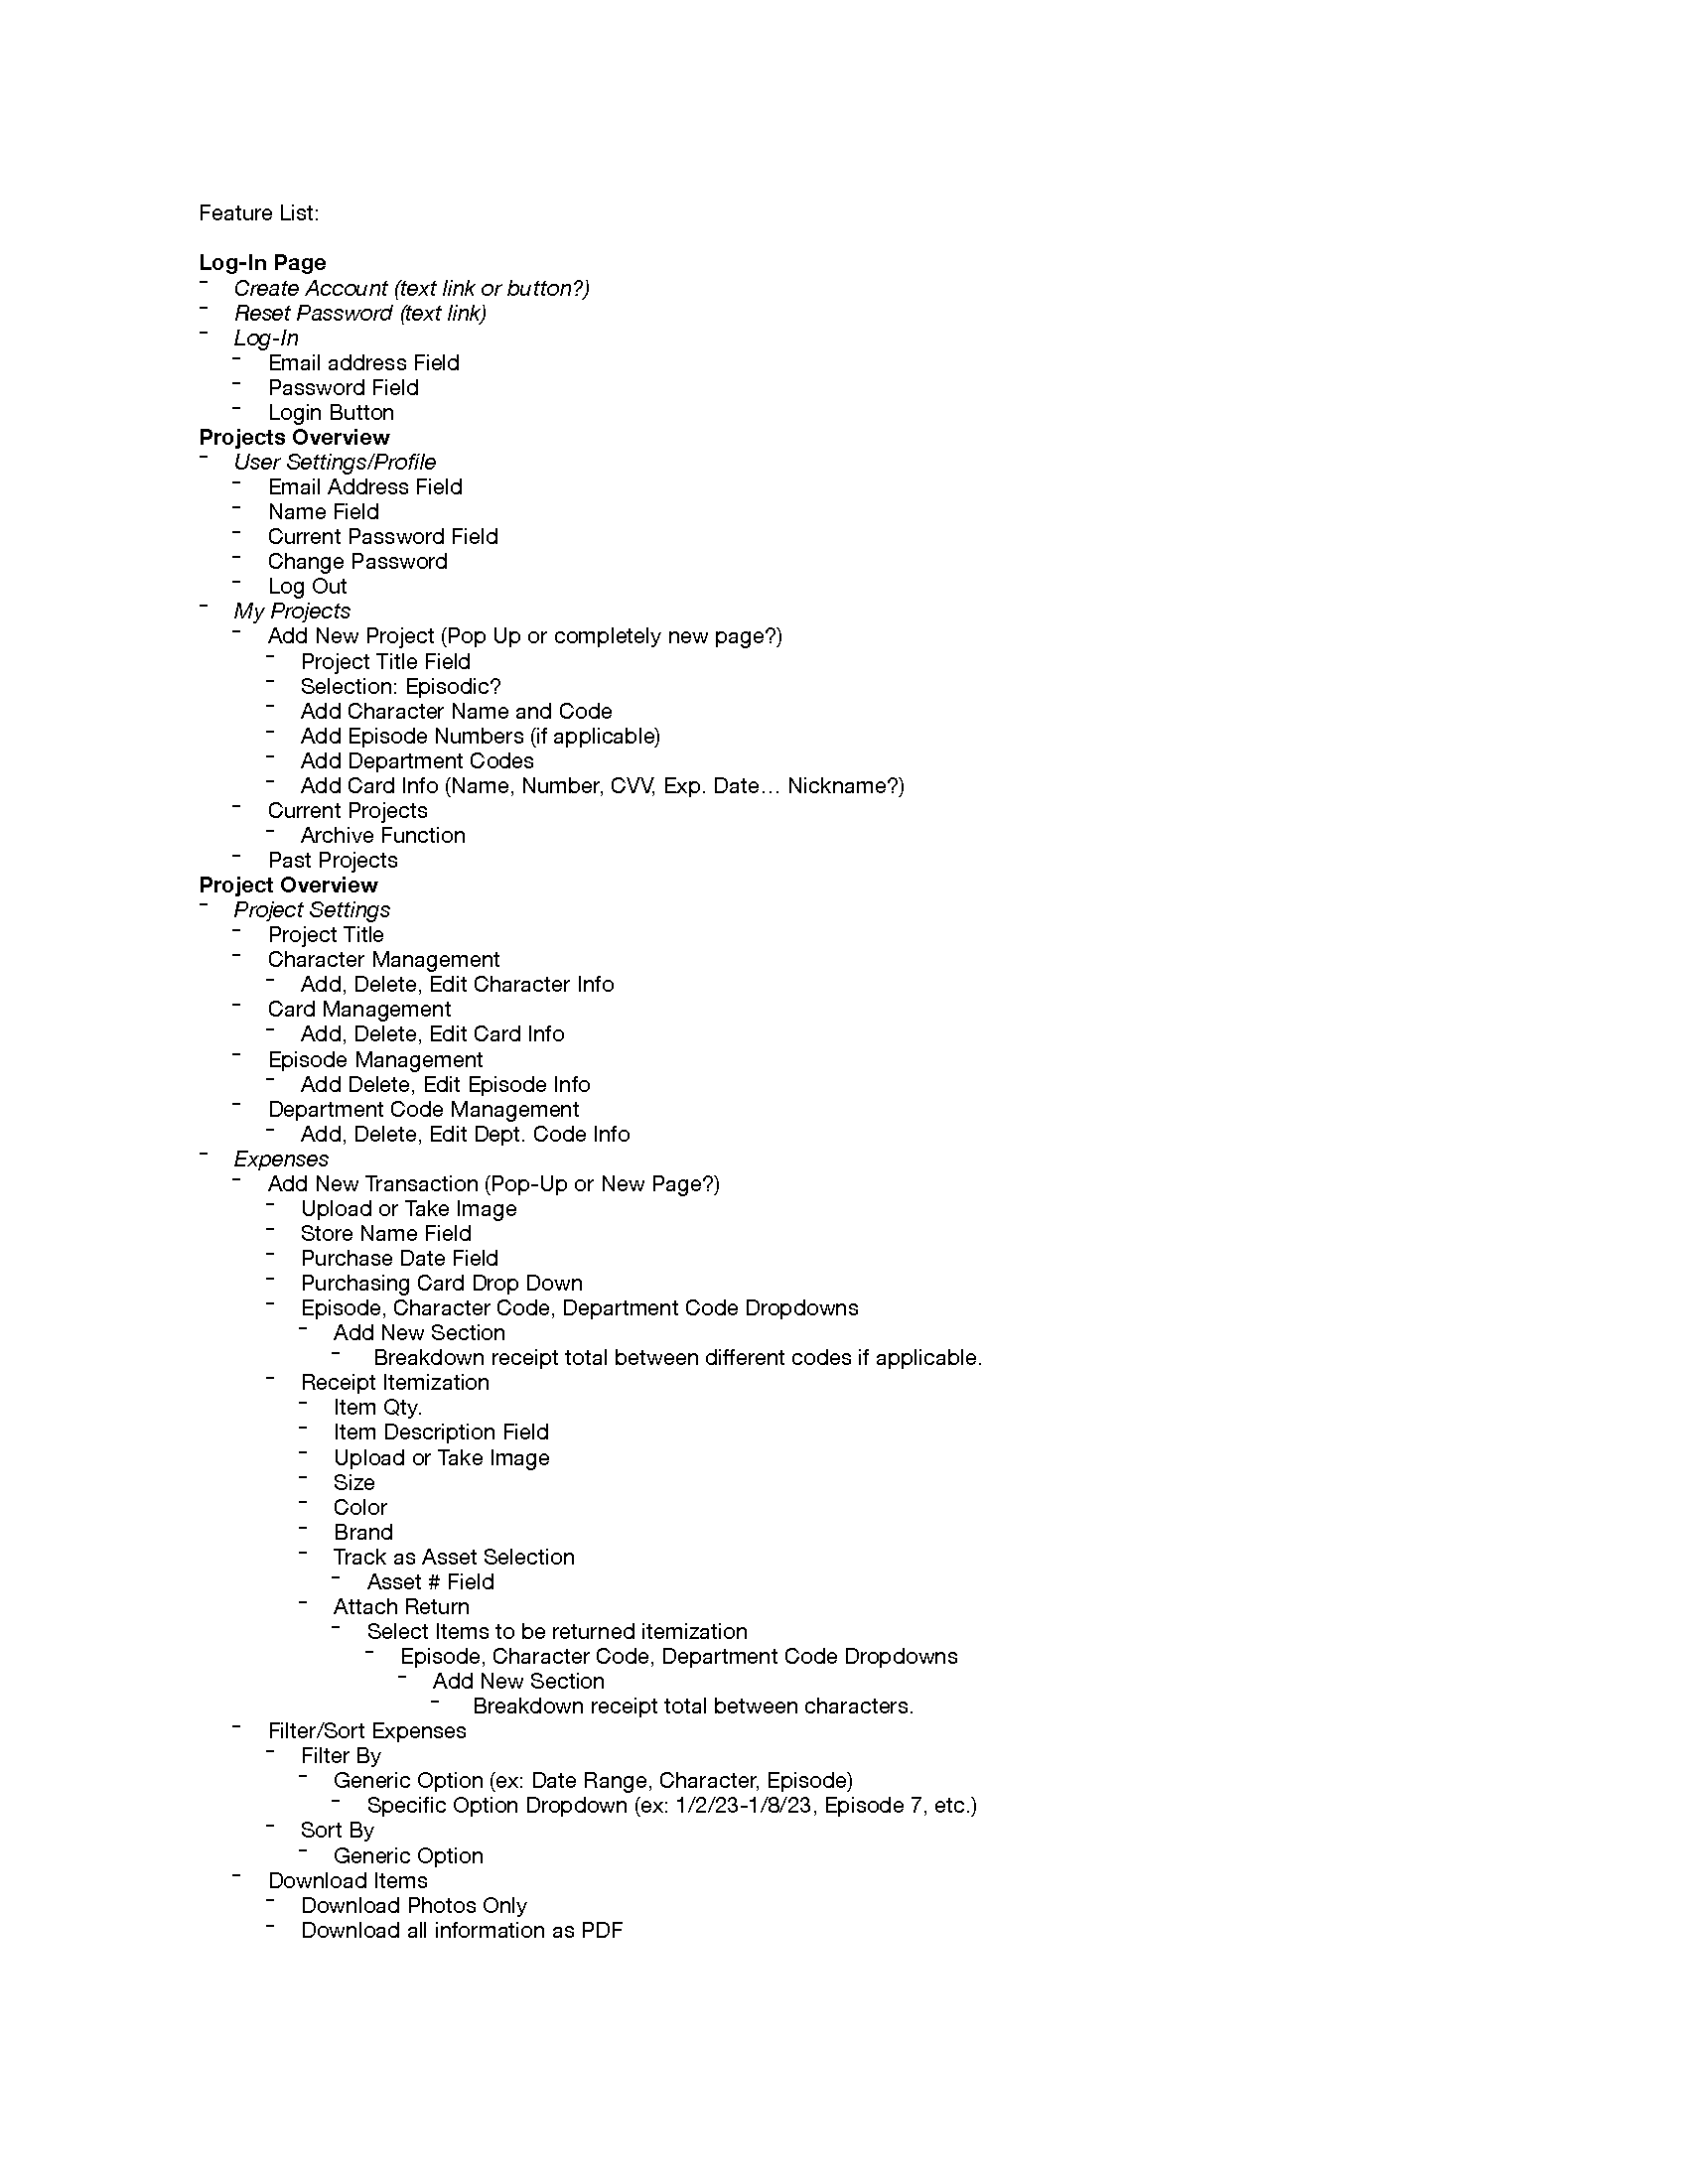 Feature List:
Log-In Page
- Create Account (text link or button?)
- Reset Password (text link)
- Log-In
- Email address Field
- Password Field
- Login Button
Projects Overview
- User Settings/Profile
- Email Address Field
- Name Field
- Current Password Field
- Change Password
- Log Out
- My Projects
- Add New Project (Pop Up or completely new page?)
- Project Title Field
- Selection: Episodic?
- Add Character Name and Code
- Add Episode Numbers (if applicable)
- Add Department Codes
- Add Card Info (Name, Number, CVV, Exp. Date... Nickname?)
- Current Projects
- Archive Function
- Past Projects
Project Overview
- Project Settings
- Project Title
- Character Management
- Add, Delete, Edit Character Info
- Card Management
- Add, Delete, Edit Card Info
- Episode Management
- Add Delete, Edit Episode Info
- Department Code Management
- Add, Delete, Edit Dept. Code Info
- Expenses
- Add New Transaction (Pop-Up or New Page?)
- Upload or Take Image
- Store Name Field
- Purchase Date Field
- Purchasing Card Drop Down
- Episode, Character Code, Department Code Dropdowns
- Add New Section
- Breakdown receipt total between different codes if applicable.
- Receipt Itemization
- Item Qty.
- Item Description Field
- Upload or Take Image
- Size
- Color
- Brand
- Track as Asset Selection
- Asset # Field
- Attach Return
- Select Items to be returned itemization
- Episode, Character Code, Department Code Dropdowns
- Add New Section
- Breakdown receipt total between characters.
- Filter/Sort Expenses
- Filter By
- Generic Option (ex: Date Range, Character, Episode)
- Specific Option Dropdown (ex: 1/2/23-1/8/23, Episode 7, etc.)
- Sort By
- Generic Option
- Download Items
- Download Photos Only
- Download all information as PDF